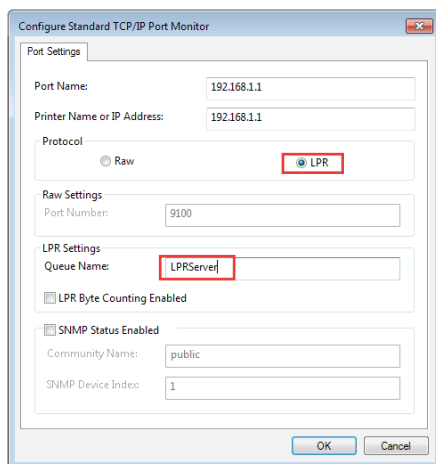 Configure Standard TCP/IP Port Monitor
Port Settings
Port Name: 192.168.1.1
Printer Name or IP Address: 192.168.1.1
Protocol
Raw LPR
Raw Settings
Port Number: 9100
LPR Settings
Queue Name: LPRServer
LPR Byte Counting Enabled
SNMP Status Enabled
Community Name: public
SNMP Device Index: 1
OK Cancel